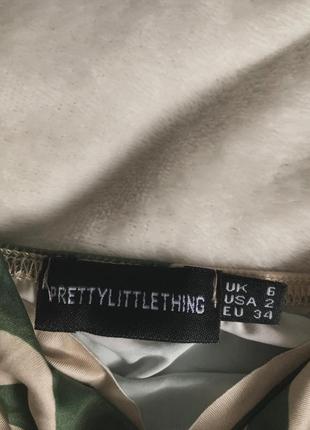 PRETTYLITTLETHING
UK 6
USA 2
EU 34